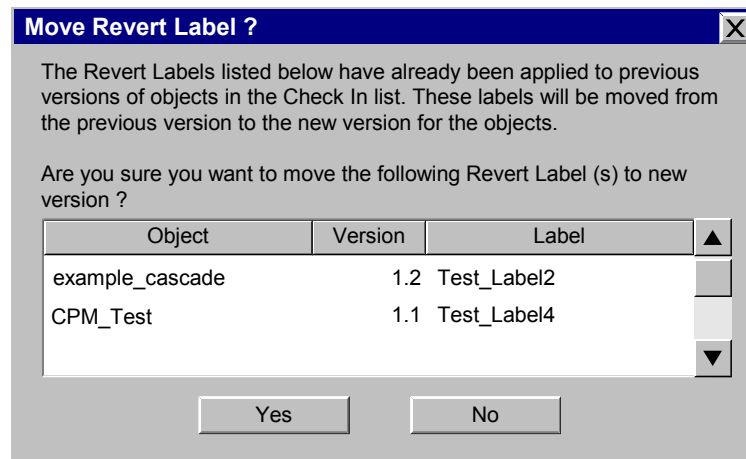 Move Revert Label ?
X
The Revert Labels listed below have already been applied to previous
versions of objects in the Check In list. These labels will be moved from
the previous version to the new version for the objects.
Are you sure you want to move the following Revert Label (s) to new
version ?
Object Version Label
example_cascade 1.2 Test_Label2
CPM_Test 1.1 Test_Label4
Yes No